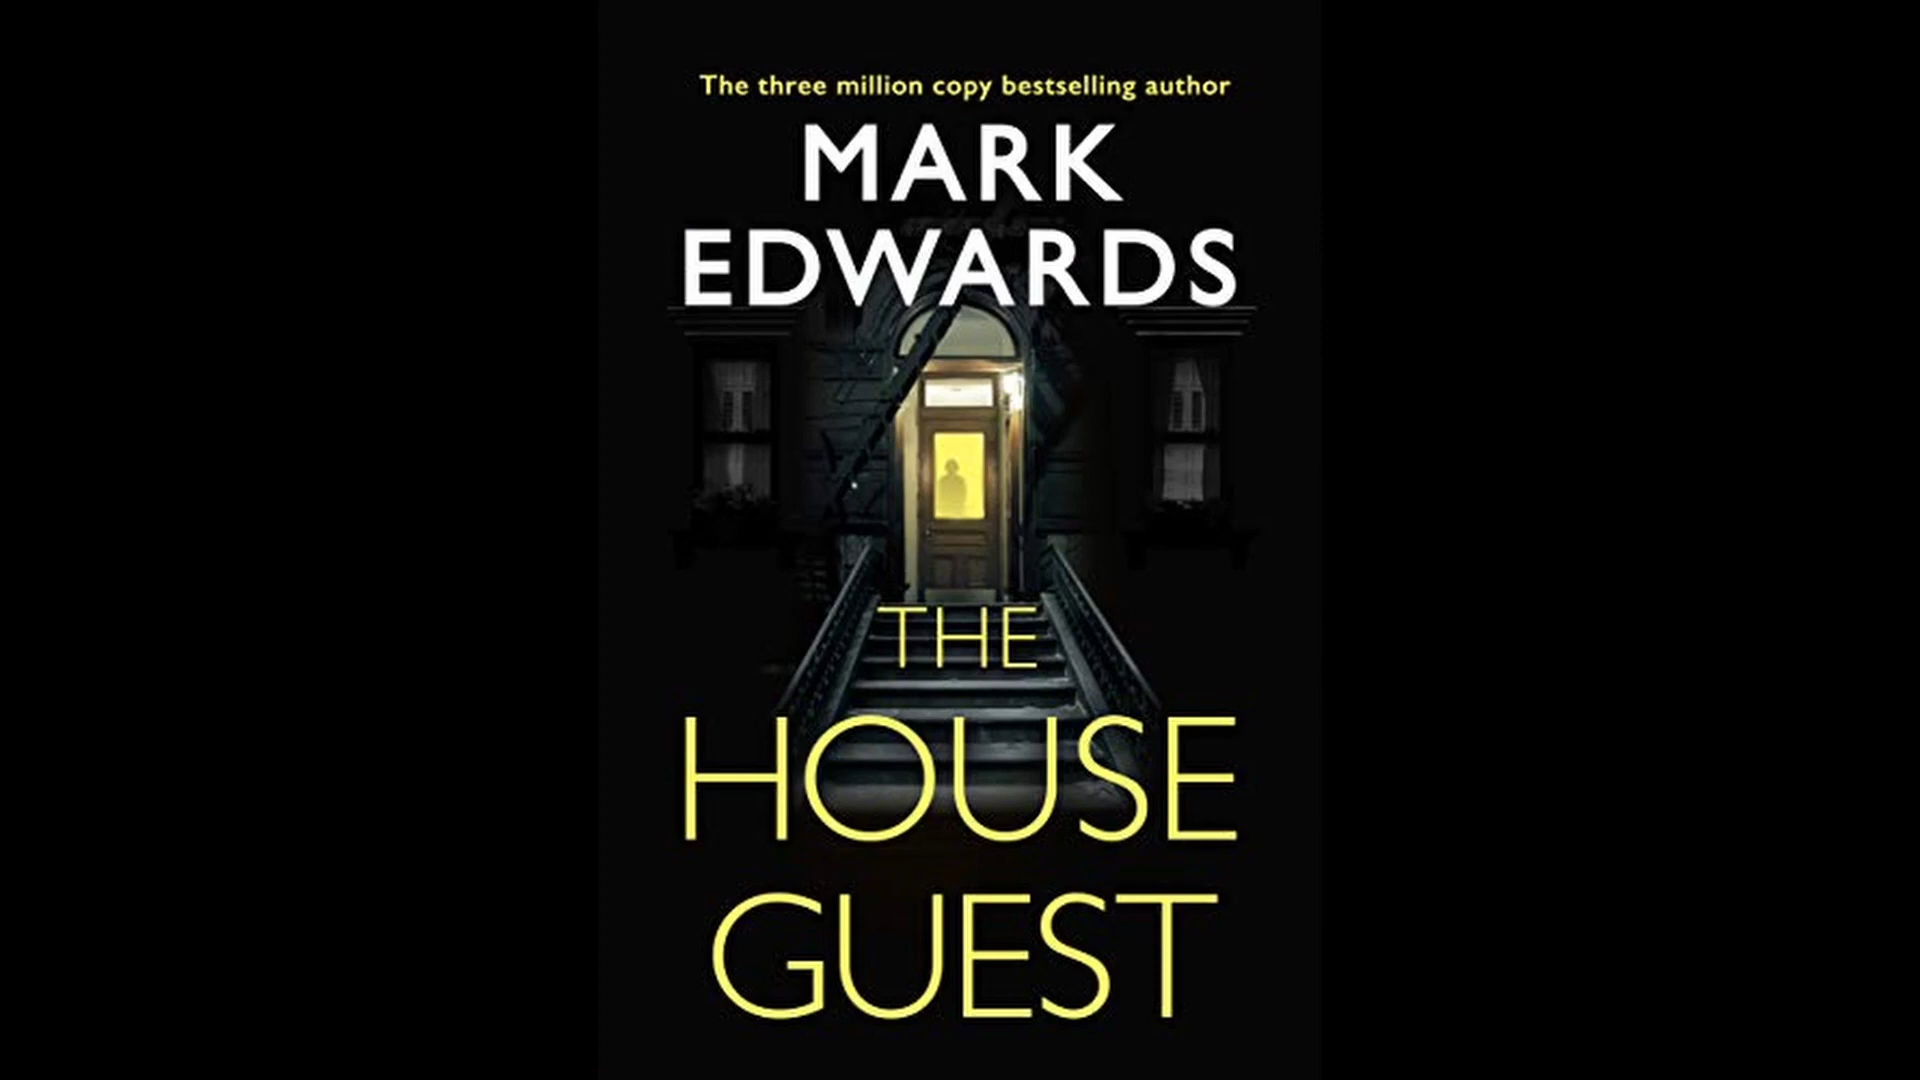 The three million copy bestselling author
MARK
EDWARDS
THE
HOUSE
GUEST